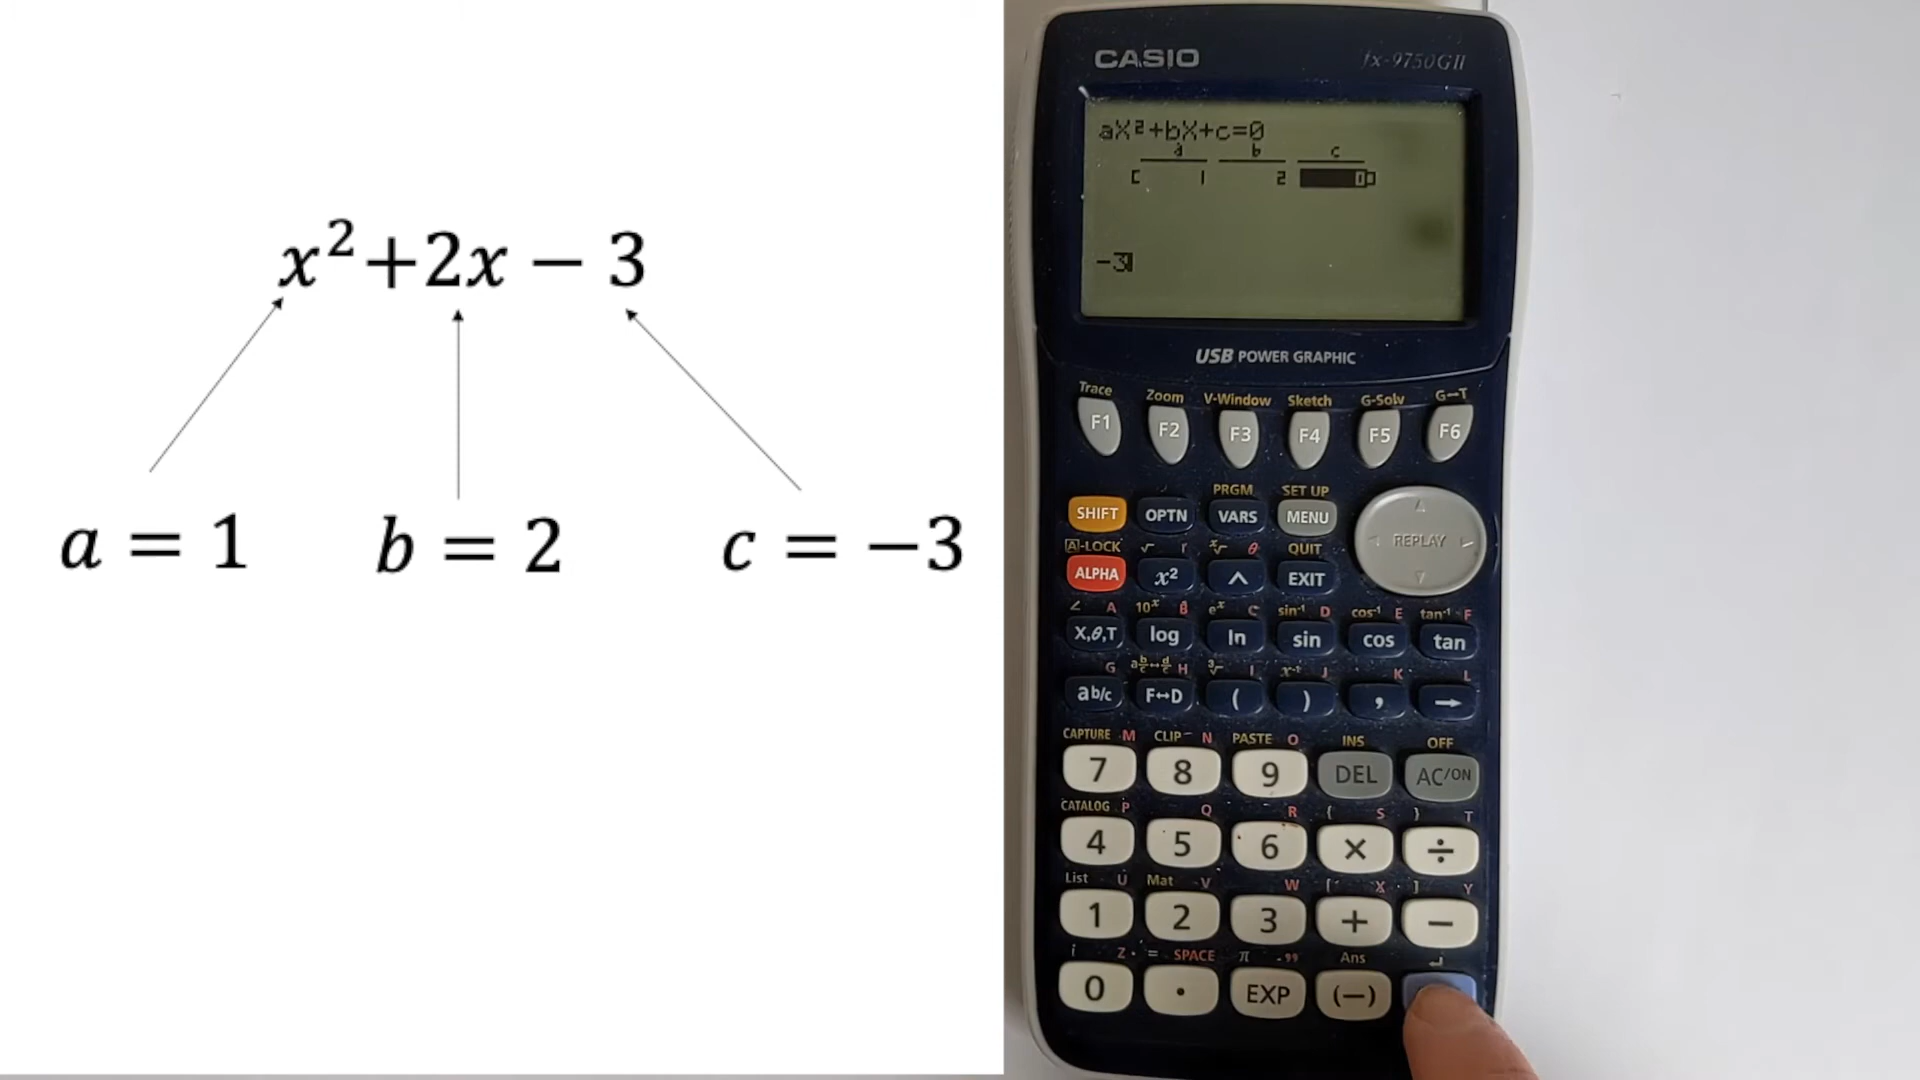 x²+2x − 3
a = 1 b = 2 c = −3
CASIO fx-9750GII
aX²+bX+c=0
a b c
[ 1 2 0]
-3
USB POWER GRAPHIC
Trace Zoom V-Window Sketch G-Solv G↔T
F1 F2 F3 F4 F5 F6
PRGM SET UP
SHIFT OPTN VARS MENU
REPLAY
A-LOCK √ r ˣ√ θ QUIT
ALPHA x² ^ EXIT
∠ A 10ˣ B eˣ C sin⁻¹ D cos⁻¹ E tan⁻¹ F
X,θ,T log ln sin cos tan
G a b/c↔d/c H ³√ I x⁻¹ J K L
ab/c F↔D ( ) , →
CAPTURE M CLIP N PASTE O INS OFF
7 8 9 DEL AC/ON
CATALOG P Q R { S } T
4 5 6 × ÷
List U Mat V W [ X ] Y
1 2 3 + −
i Z = SPACE π Ans ↵
0 . EXP (−)